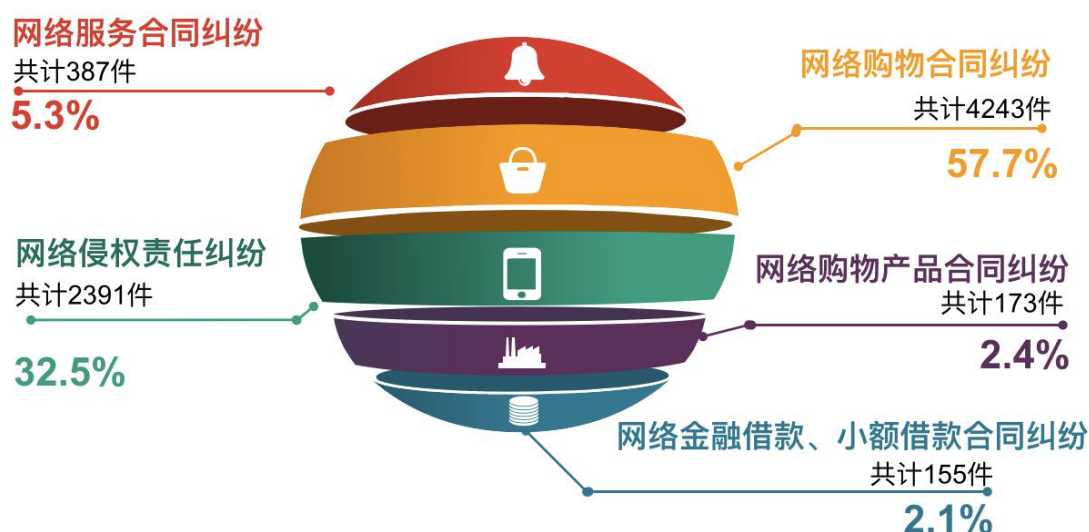 网络服务合同纠纷
共计387件
5.3%
网络购物合同纠纷
共计4243件
57.7%
网络侵权责任纠纷
共计2391件
32.5%
网络购物产品合同纠纷
共计173件
2.4%
网络金融借款、小额借款合同纠纷
共计155件
2.1%